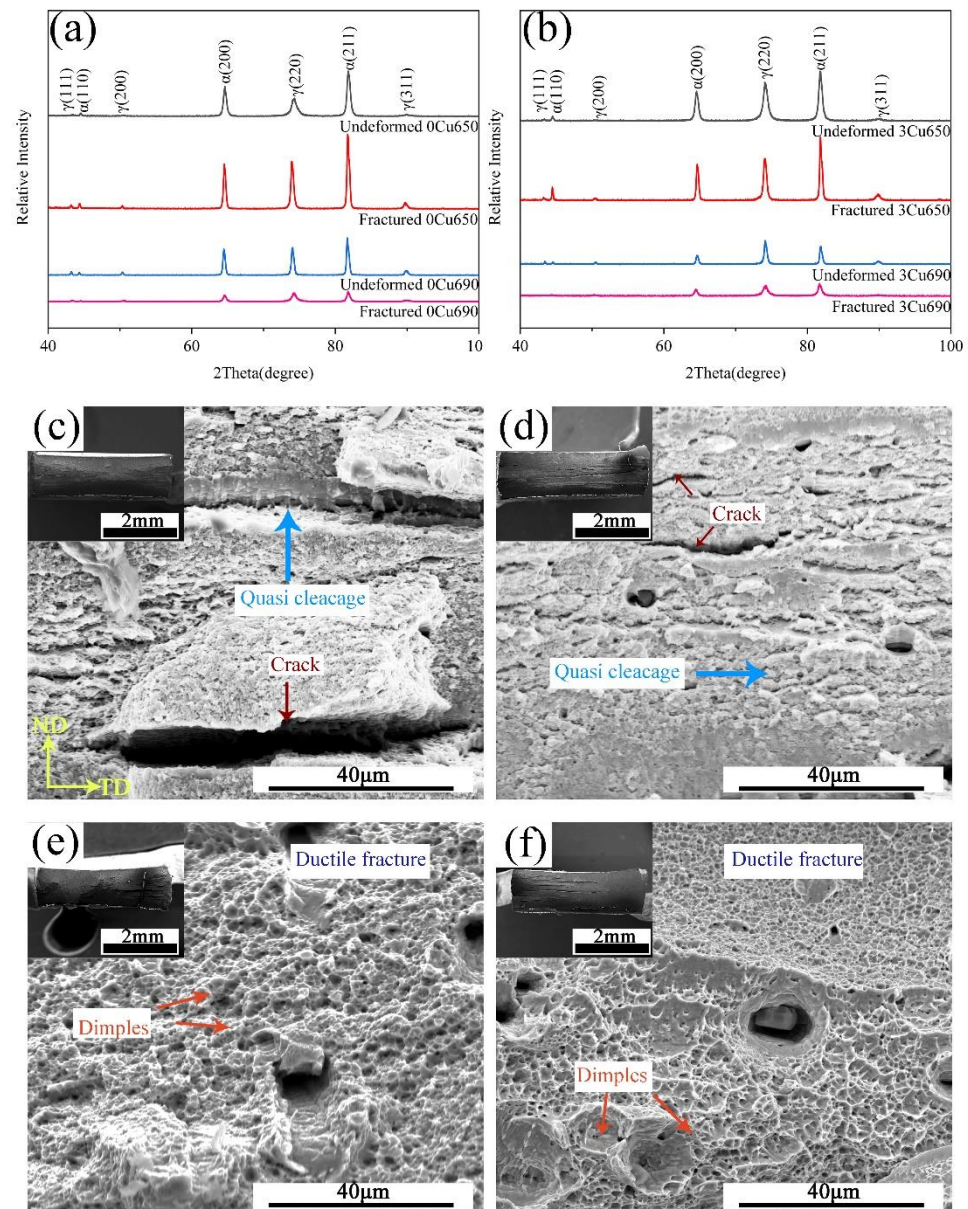 (a)
γ(111)
α(110)
γ(200)
α(200)
γ(220)
α(211)
γ(311)
Undeformed 0Cu650
Fractured 0Cu650
Undeformed 0Cu690
Fractured 0Cu690
Relative Intensity
40 60 80 10
2Theta(degree)
(b)
γ(111)
α(110)
γ(200)
α(200)
γ(220)
α(211)
γ(311)
Undeformed 3Cu650
Fractured 3Cu650
Undeformed 3Cu690
Fractured 3Cu690
Relative Intensity
40 60 80 100
2Theta(degree)
(c)
2mm
Quasi cleacage
Crack
ND
TD
40μm
(d)
2mm
Crack
Quasi cleacage
40μm
(e)
2mm
Ductile fracture
Dimples
40μm
(f)
2mm
Ductile fracture
Dimples
40μm